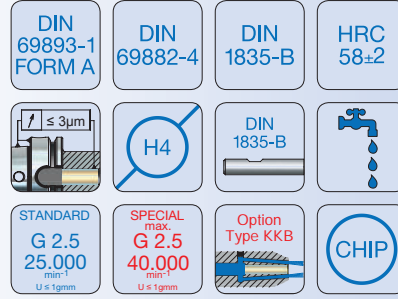 DIN
69893-1
FORM A
DIN
69882-4
DIN
1835-B
HRC
58±2
≤ 3µm
H4
DIN
1835-B
STANDARD
G 2.5
25.000
min⁻¹
U ≤ 1gmm
SPECIAL
max.
G 2.5
40.000
min⁻¹
U ≤ 1gmm
Option
Type KKB
CHIP